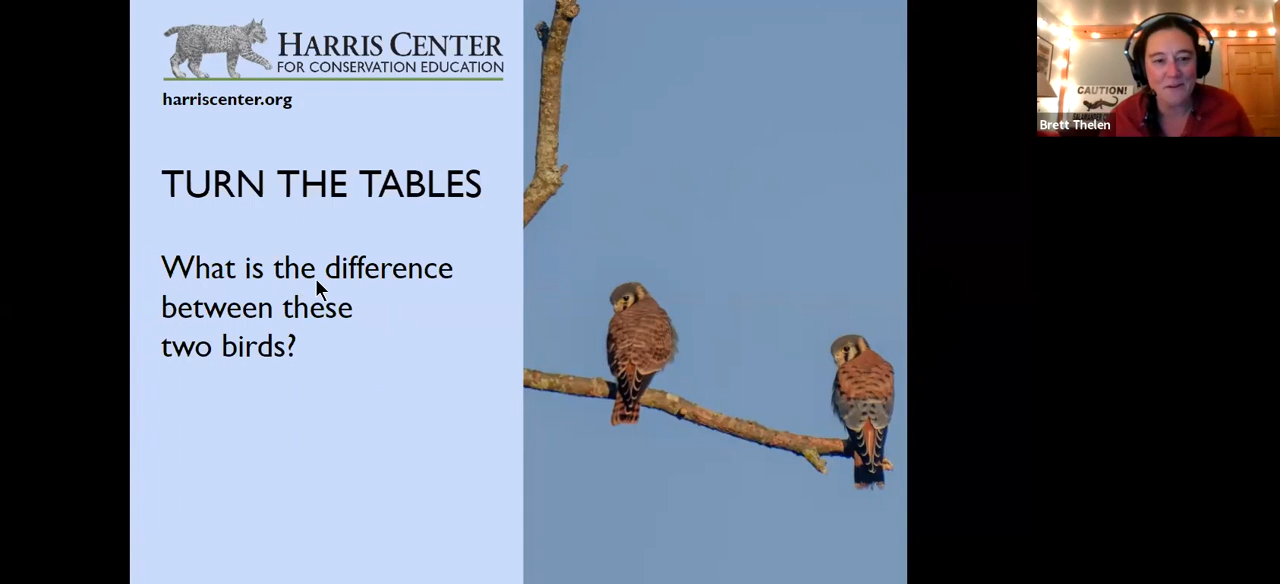 HARRIS CENTER
FOR CONSERVATION EDUCATION
harriscenter.org
TURN THE TABLES
What is the difference
between these
two birds?
CAUTION!
Brett Thelen